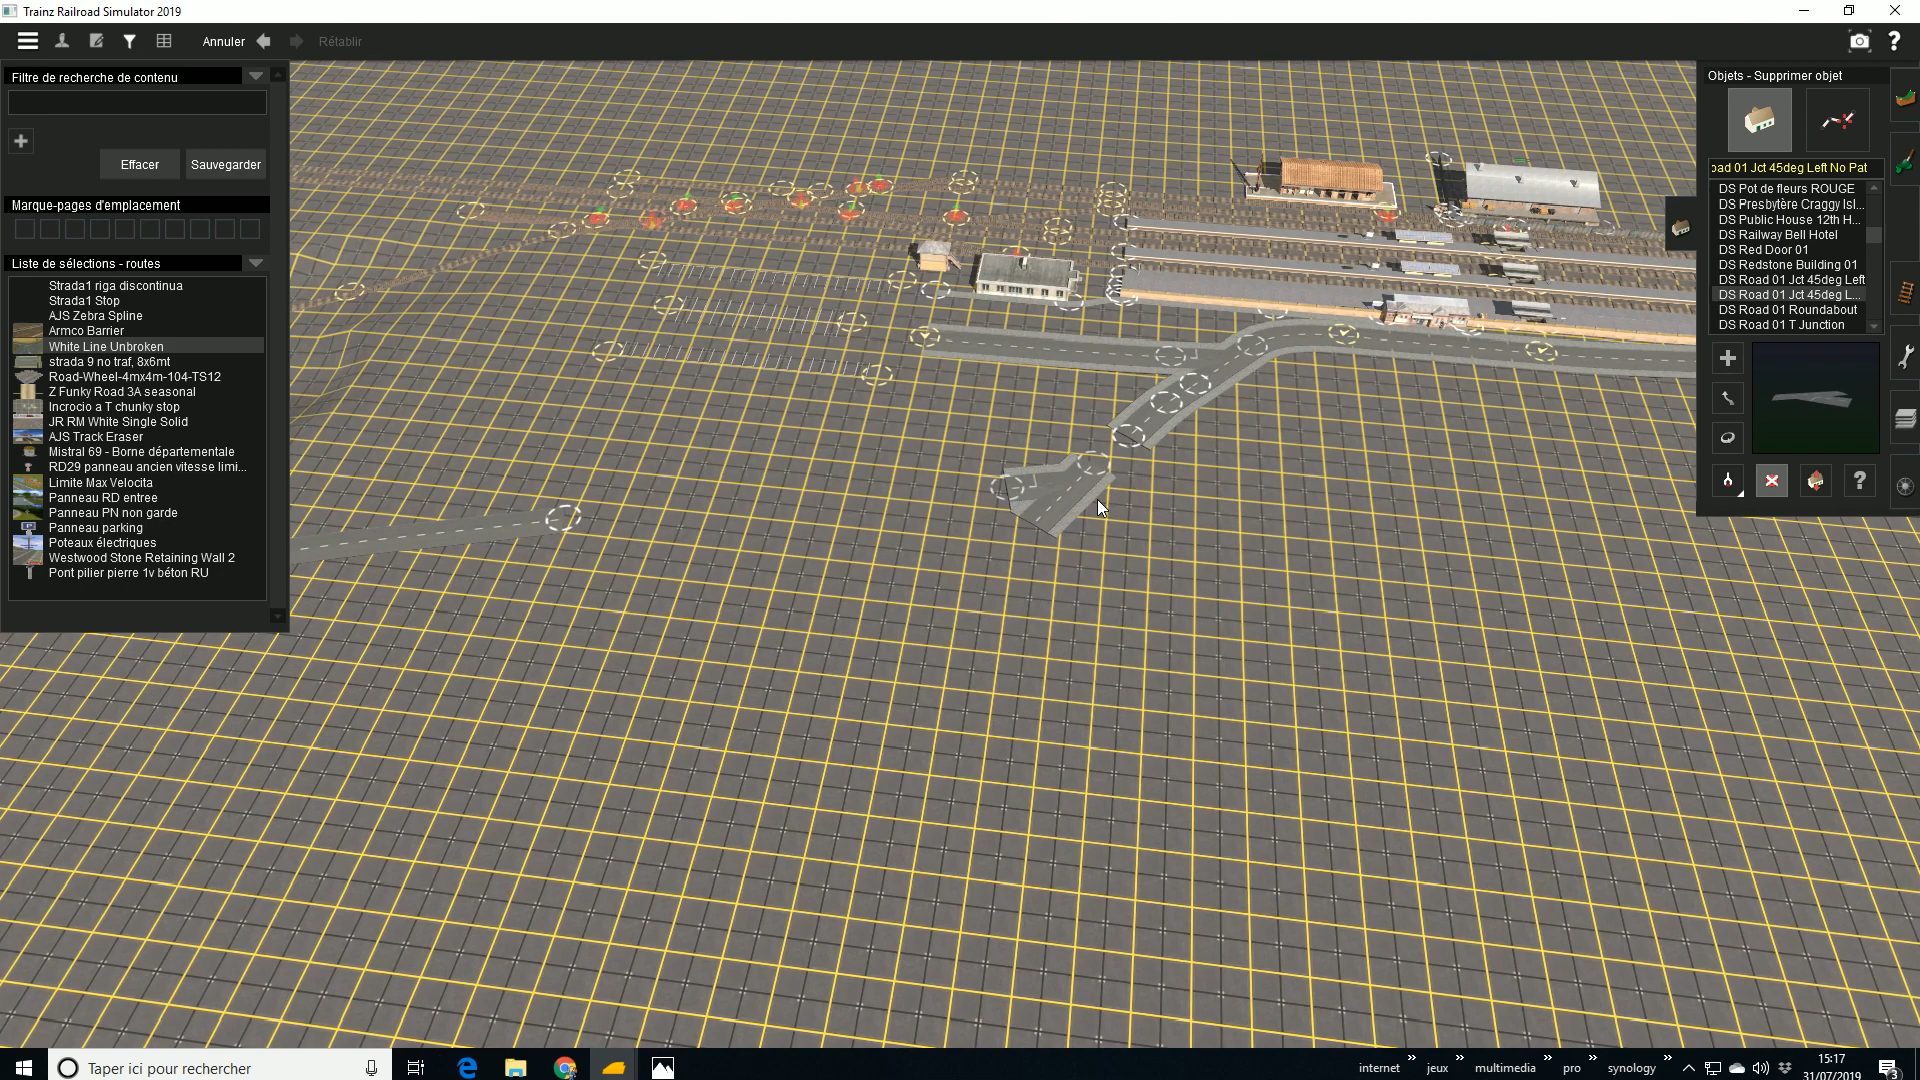 Trainz Railroad Simulator 2019
Annuler
Rétablir
Filtre de recherche de contenu
Effacer
Sauvegarder
Marque-pages d'emplacement
Liste de sélections - routes
Strada1 riga discontinua
Strada1 Stop
AJS Zebra Spline
Armco Barrier
White Line Unbroken
strada 9 no traf, 8x6mt
Road-Wheel-4mx4m-104-TS12
Z Funky Road 3A seasonal
Incrocio a T chunky stop
JR RM White Single Solid
AJS Track Eraser
Mistral 69 - Borne départementale
RD29 panneau ancien vitesse limi...
Limite Max Velocita
Panneau RD entree
Panneau PN non garde
Panneau parking
Poteaux électriques
Westwood Stone Retaining Wall 2
Pont pilier pierre 1v béton RU
?
Objets - Supprimer objet
oad 01 Jct 45deg Left No Pat
DS Pot de fleurs ROUGE
DS Presbytère Craggy Isl...
DS Public House 12th H...
DS Railway Bell Hotel
DS Red Door 01
DS Redstone Building 01
DS Road 01 Jct 45deg Left
DS Road 01 Jct 45deg L...
DS Road 01 Roundabout
DS Road 01 T Junction
?
Taper ici pour rechercher
internet »
jeux »
multimedia »
pro »
synology »
15:17
31/07/2019
3